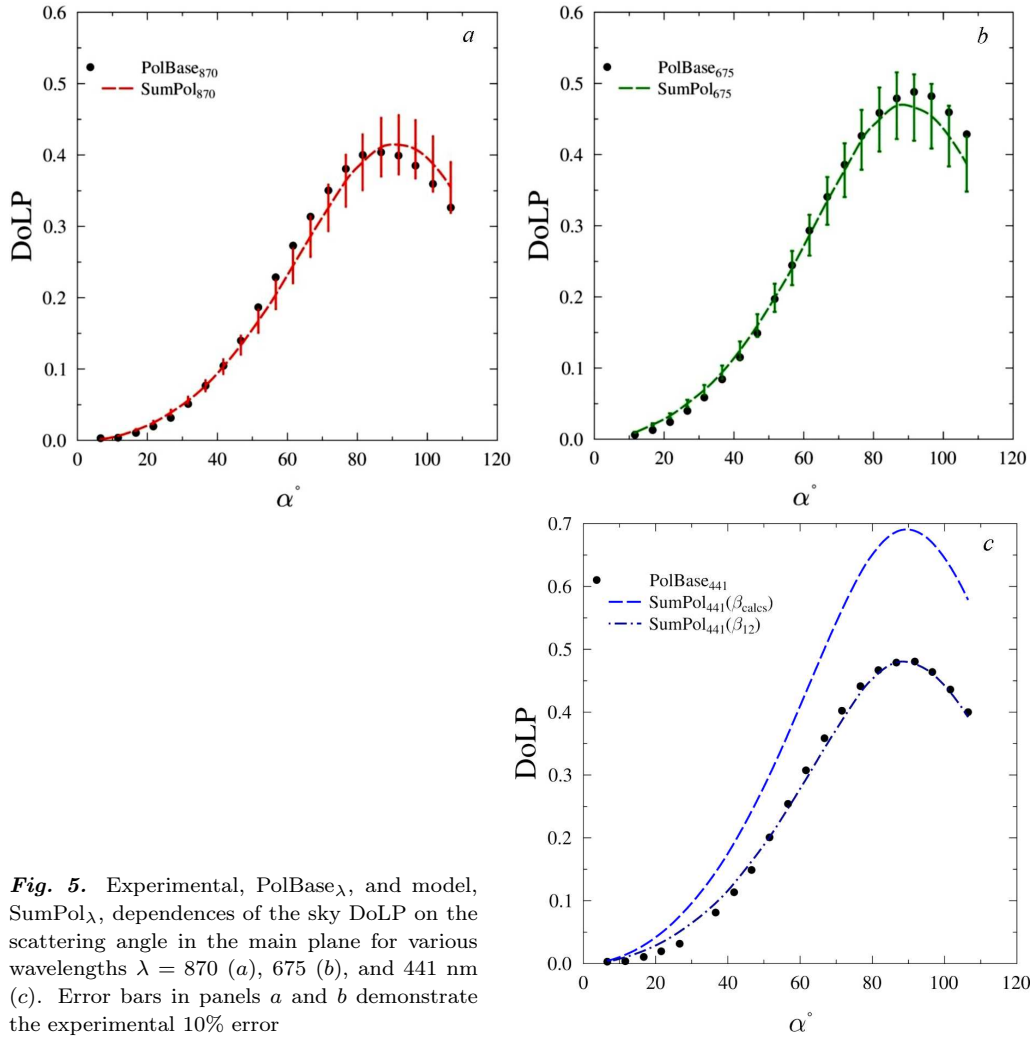 a
PolBase₈₇₀
SumPol₈₇₀
0.6
0.5
0.4
0.3
0.2
0.1
0.0
DoLP
0 20 40 60 80 100 120
α°
b
PolBase₆₇₅
SumPol₆₇₅
0.6
0.5
0.4
0.3
0.2
0.1
0.0
DoLP
0 20 40 60 80 100 120
α°
c
PolBase₄₄₁
SumPol₄₄₁(β_calcs)
SumPol₄₄₁(β₁₂)
0.7
0.6
0.5
0.4
0.3
0.2
0.1
0.0
DoLP
0 20 40 60 80 100 120
α°
Fig. 5. Experimental, PolBase_λ, and model,
SumPol_λ, dependences of the sky DoLP on the
scattering angle in the main plane for various
wavelengths λ = 870 (a), 675 (b), and 441 nm
(c). Error bars in panels a and b demonstrate
the experimental 10% error